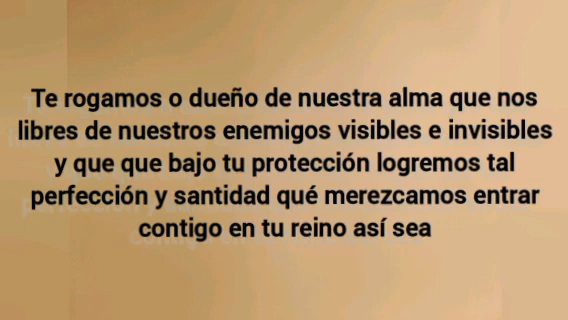 Te rogamos o dueño de nuestra alma que nos
libres de nuestros enemigos visibles e invisibles
y que que bajo tu protección logremos tal
perfección y santidad qué merezcamos entrar
contigo en tu reino así sea